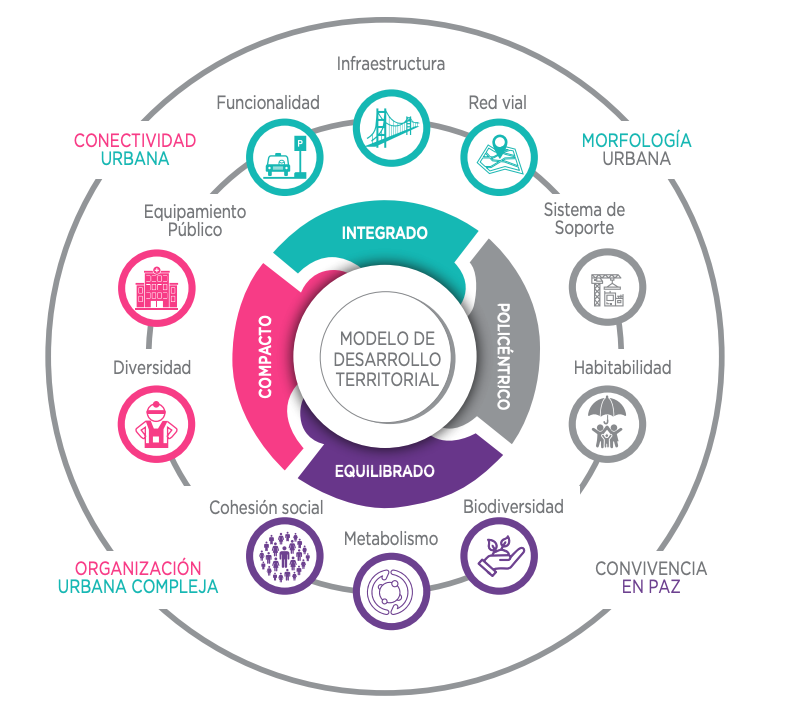 Infraestructura
Funcionalidad
Red vial
P
CONECTIVIDAD
URBANA
MORFOLOGÍA
URBANA
Equipamiento
Público
Sistema de
Soporte
INTEGRADO
COMPACTO
POLICÉNTRICO
MODELO DE
DESARROLLO
TERRITORIAL
Diversidad
Habitabilidad
EQUILIBRADO
Cohesión social
Metabolismo
Biodiversidad
ORGANIZACIÓN
URBANA COMPLEJA
CONVIVENCIA
EN PAZ